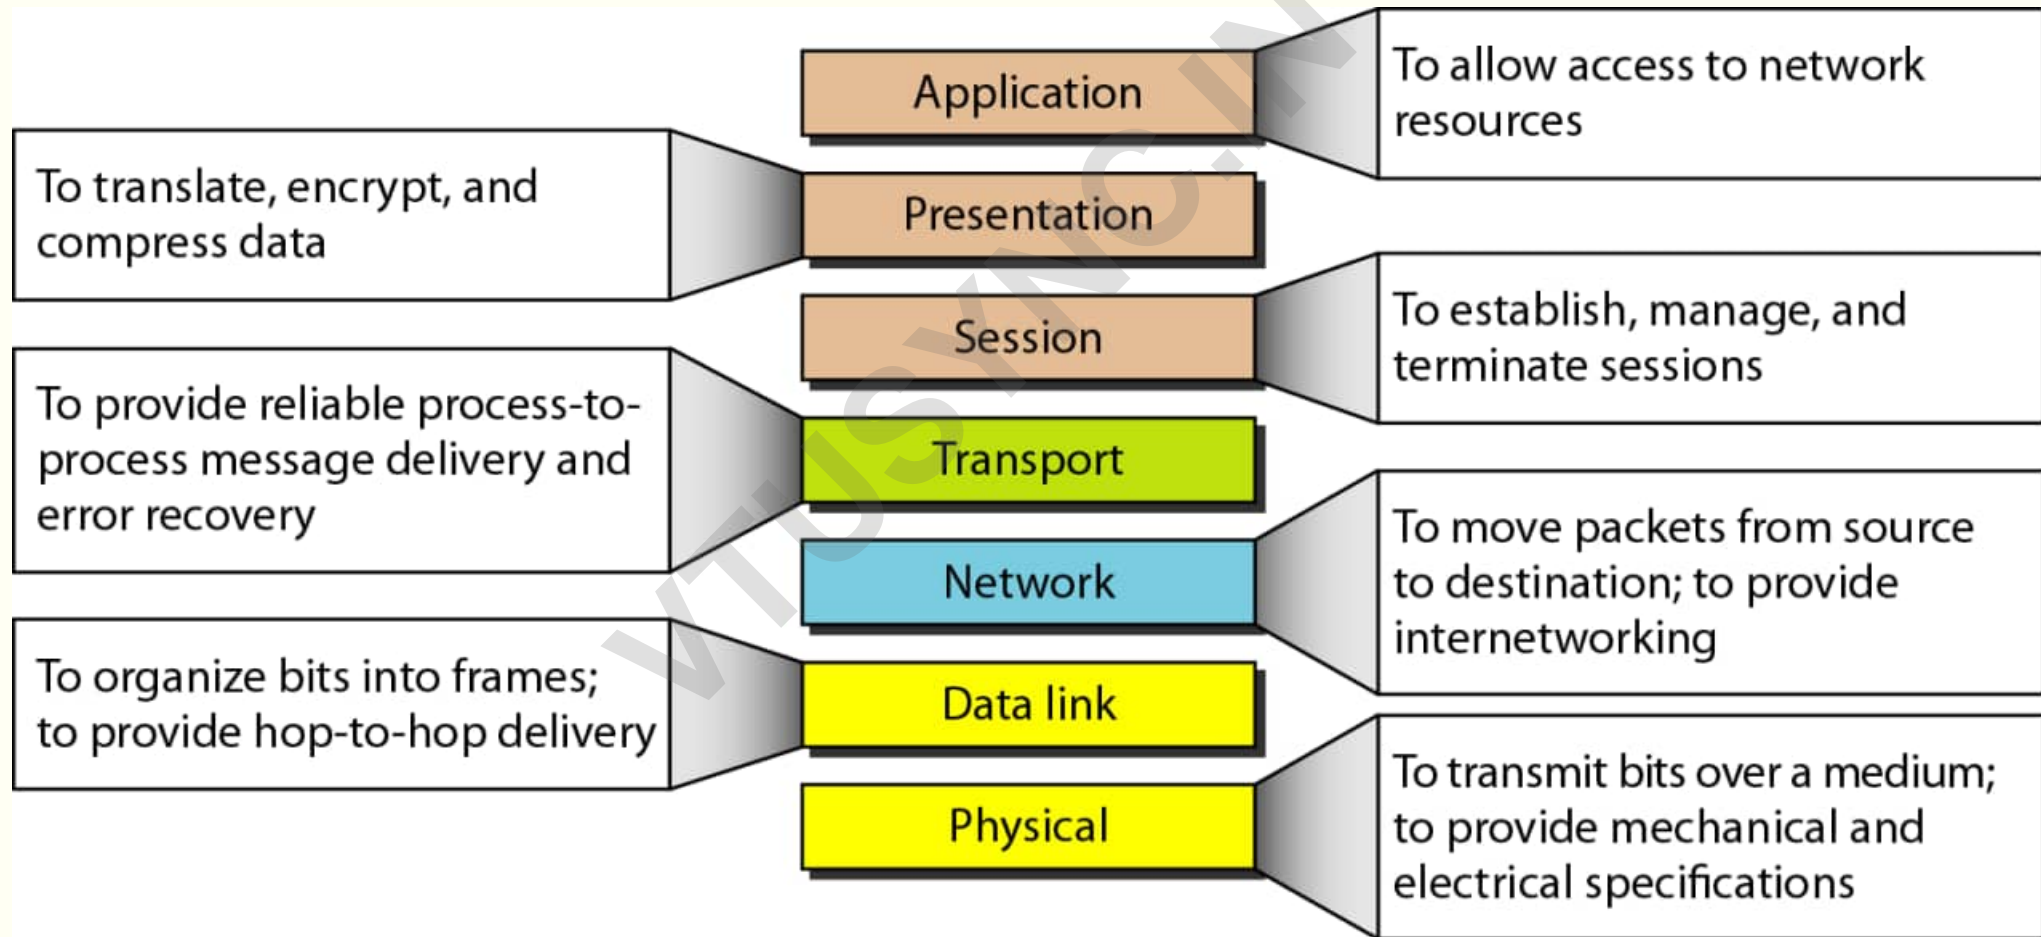 Application
To allow access to network
resources
To translate, encrypt, and
compress data
Presentation
Session
To establish, manage, and
terminate sessions
To provide reliable process-to-
process message delivery and
error recovery
Transport
Network
To move packets from source
to destination; to provide
internetworking
To organize bits into frames;
to provide hop-to-hop delivery
Data link
Physical
To transmit bits over a medium;
to provide mechanical and
electrical specifications
VTUSYNC.IN